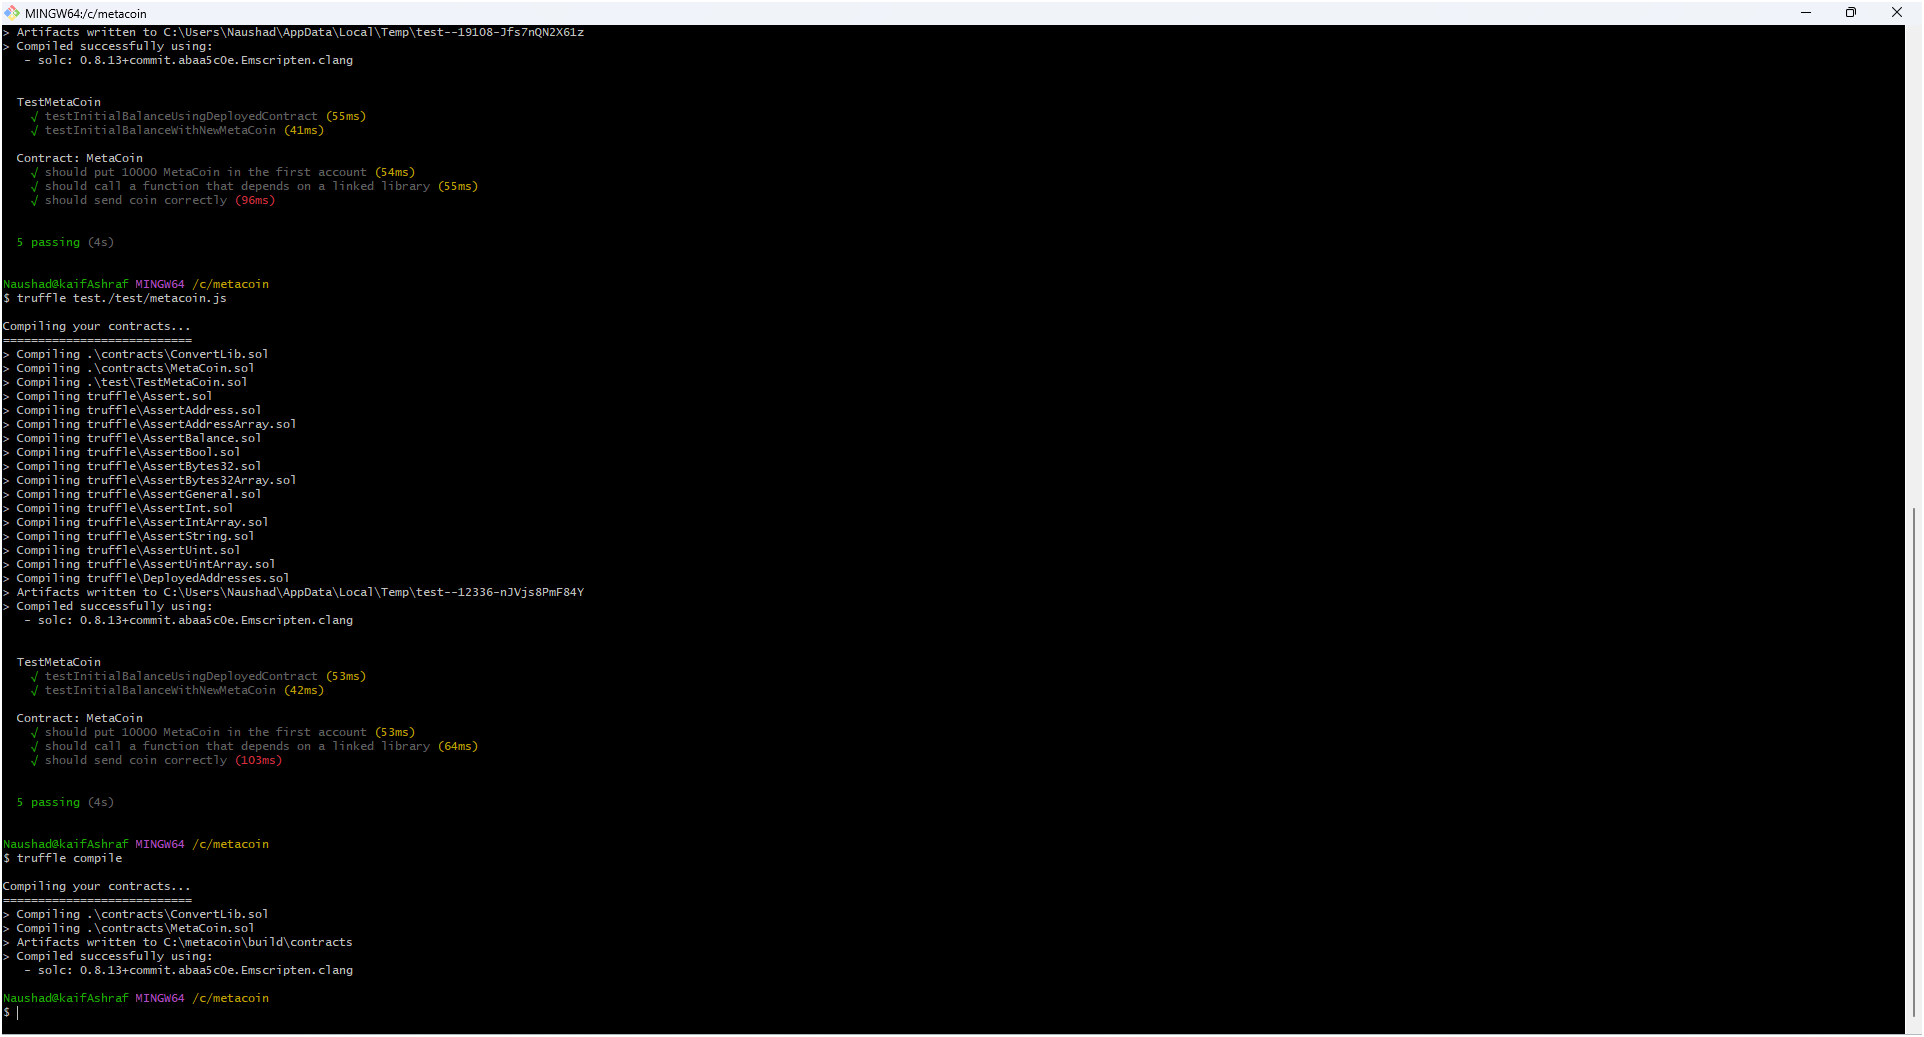 MINGW64:/c/metacoin
> Artifacts written to C:\Users\Naushad\AppData\Local\Temp\test--19108-Jfs7nQN2X61z
> Compiled successfully using:
   - solc: 0.8.13+commit.abaa5c0e.Emscripten.clang
  TestMetaCoin
    √ testInitialBalanceUsingDeployedContract (55ms)
    √ testInitialBalanceWithNewMetaCoin (41ms)
  Contract: MetaCoin
    √ should put 10000 MetaCoin in the first account (54ms)
    √ should call a function that depends on a linked library (55ms)
    √ should send coin correctly (96ms)
  5 passing (4s)
Naushad@kaifAshraf MINGW64 /c/metacoin
$ truffle test./test/metacoin.js
Compiling your contracts...
===========================
> Compiling .\contracts\ConvertLib.sol
> Compiling .\contracts\MetaCoin.sol
> Compiling .\test\TestMetaCoin.sol
> Compiling truffle\Assert.sol
> Compiling truffle\AssertAddress.sol
> Compiling truffle\AssertAddressArray.sol
> Compiling truffle\AssertBalance.sol
> Compiling truffle\AssertBool.sol
> Compiling truffle\AssertBytes32.sol
> Compiling truffle\AssertBytes32Array.sol
> Compiling truffle\AssertGeneral.sol
> Compiling truffle\AssertInt.sol
> Compiling truffle\AssertIntArray.sol
> Compiling truffle\AssertString.sol
> Compiling truffle\AssertUint.sol
> Compiling truffle\AssertUintArray.sol
> Compiling truffle\DeployedAddresses.sol
> Artifacts written to C:\Users\Naushad\AppData\Local\Temp\test--12336-nJVjs8PmF84Y
> Compiled successfully using:
   - solc: 0.8.13+commit.abaa5c0e.Emscripten.clang
  TestMetaCoin
    √ testInitialBalanceUsingDeployedContract (53ms)
    √ testInitialBalanceWithNewMetaCoin (42ms)
  Contract: MetaCoin
    √ should put 10000 MetaCoin in the first account (53ms)
    √ should call a function that depends on a linked library (64ms)
    √ should send coin correctly (103ms)
  5 passing (4s)
Naushad@kaifAshraf MINGW64 /c/metacoin
$ truffle compile
Compiling your contracts...
===========================
> Compiling .\contracts\ConvertLib.sol
> Compiling .\contracts\MetaCoin.sol
> Artifacts written to C:\metacoin\build\contracts
> Compiled successfully using:
   - solc: 0.8.13+commit.abaa5c0e.Emscripten.clang
Naushad@kaifAshraf MINGW64 /c/metacoin
$